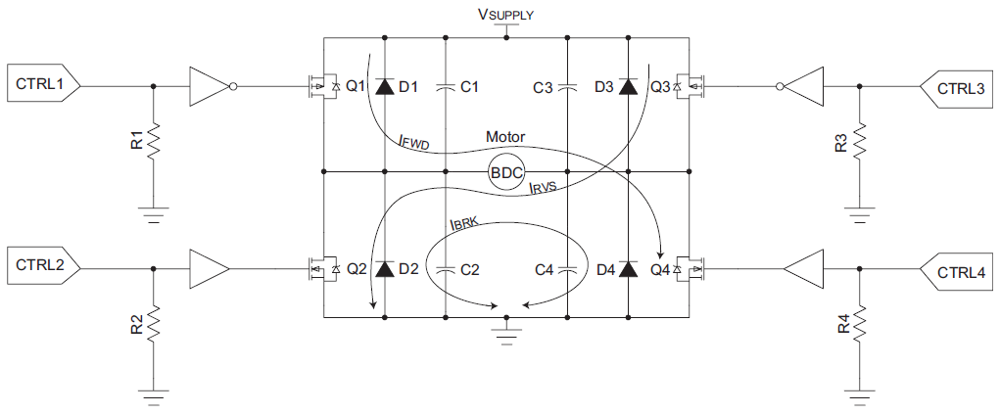 VSUPPLY
CTRL1
Q1
D1
C1
C3
D3
Q3
CTRL3
R1
IFWD
Motor
R3
BDC
IRVS
IBRK
CTRL2
Q2
D2
C2
C4
D4
Q4
CTRL4
R2
R4